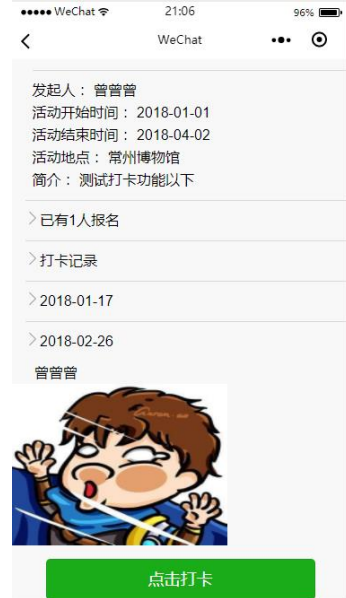 WeChat 21:06 96%
WeChat
发起人： 曾曾曾
活动开始时间： 2018-01-01
活动结束时间： 2018-04-02
活动地点： 常州博物馆
简介： 测试打卡功能以下
已有1人报名
打卡记录
2018-01-17
2018-02-26
曾曾曾
点击打卡